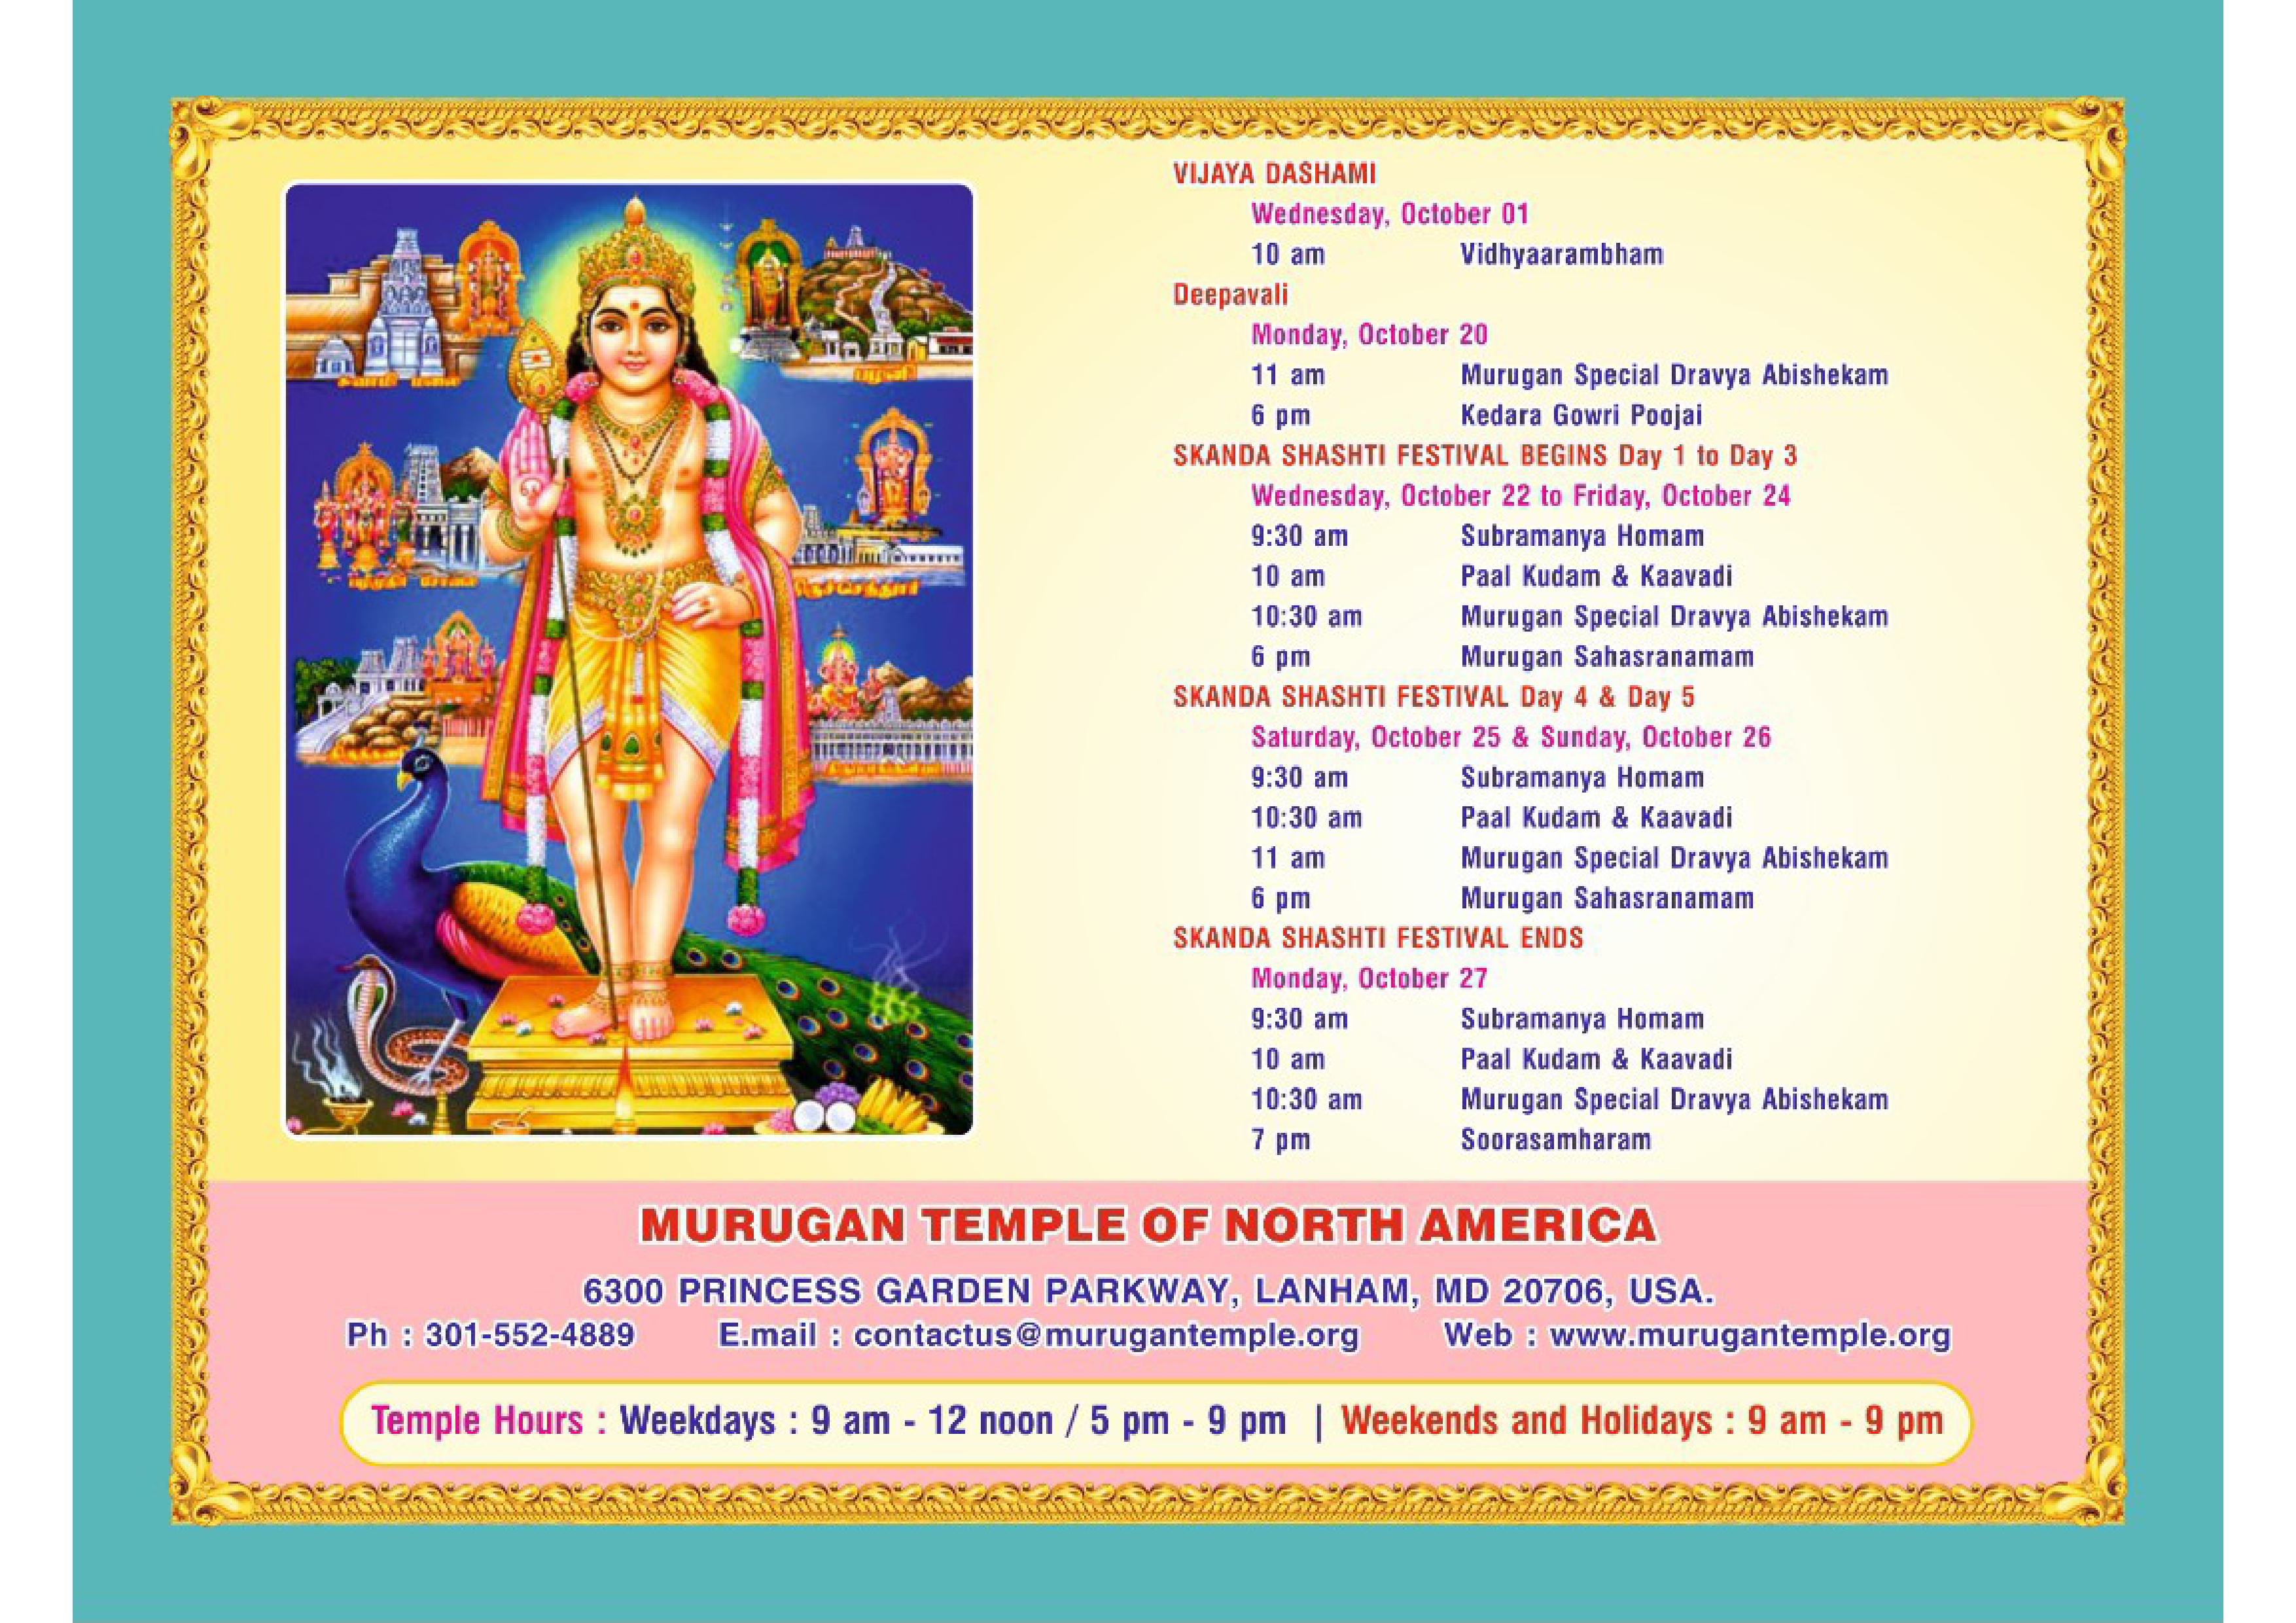 VIJAYA DASHAMI
Wednesday, October 01
10 am Vidhyaarambham
Deepavali
Monday, October 20
11 am Murugan Special Dravya Abishekam
6 pm Kedara Gowri Poojai
SKANDA SHASHTI FESTIVAL BEGINS Day 1 to Day 3
Wednesday, October 22 to Friday, October 24
9:30 am Subramanya Homam
10 am Paal Kudam & Kaavadi
10:30 am Murugan Special Dravya Abishekam
6 pm Murugan Sahasranamam
SKANDA SHASHTI FESTIVAL Day 4 & Day 5
Saturday, October 25 & Sunday, October 26
9:30 am Subramanya Homam
10:30 am Paal Kudam & Kaavadi
11 am Murugan Special Dravya Abishekam
6 pm Murugan Sahasranamam
SKANDA SHASHTI FESTIVAL ENDS
Monday, October 27
9:30 am Subramanya Homam
10 am Paal Kudam & Kaavadi
10:30 am Murugan Special Dravya Abishekam
7 pm Soorasamharam
MURUGAN TEMPLE OF NORTH AMERICA
6300 PRINCESS GARDEN PARKWAY, LANHAM, MD 20706, USA.
Ph : 301-552-4889 E.mail : contactus@murugantemple.org Web : www.murugantemple.org
Temple Hours : Weekdays : 9 am - 12 noon / 5 pm - 9 pm | Weekends and Holidays : 9 am - 9 pm